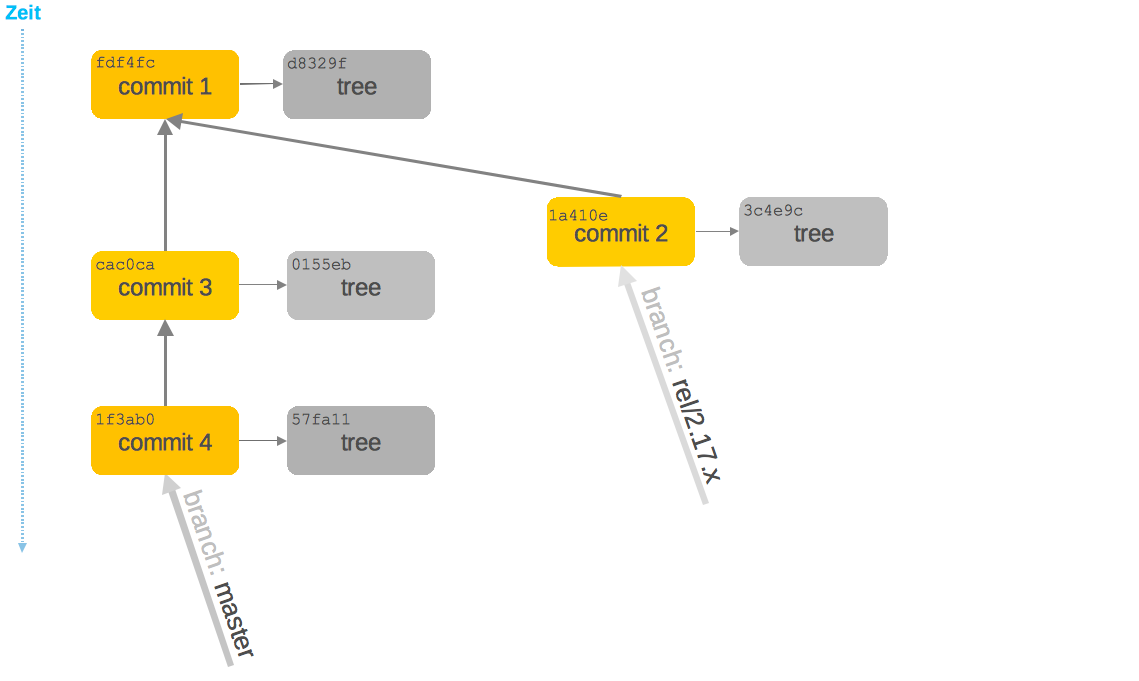 Zeit
fdf4fc
commit 1
d8329f
tree
1a410e
commit 2
3c4e9c
tree
cac0ca
commit 3
0155eb
tree
branch: rel/2.17.x
1f3ab0
commit 4
57fa11
tree
branch: master